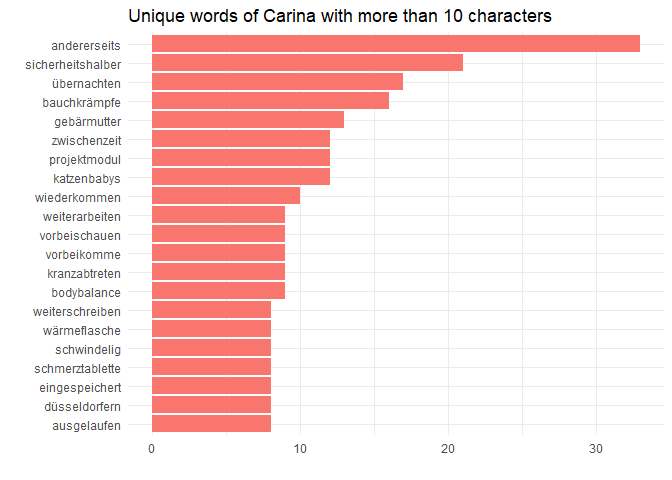 Unique words of Carina with more than 10 characters
andererseits
sicherheitshalber
übernachten
bauchkrämpfe
gebärmutter
zwischenzeit
projektmodul
katzenbabys
wiederkommen
weiterarbeiten
vorbeischauen
vorbeikomme
kranzabtreten
bodybalance
weiterschreiben
wärmeflasche
schwindelig
schmerztablette
eingespeichert
düsseldorfern
ausgelaufen
0 10 20 30